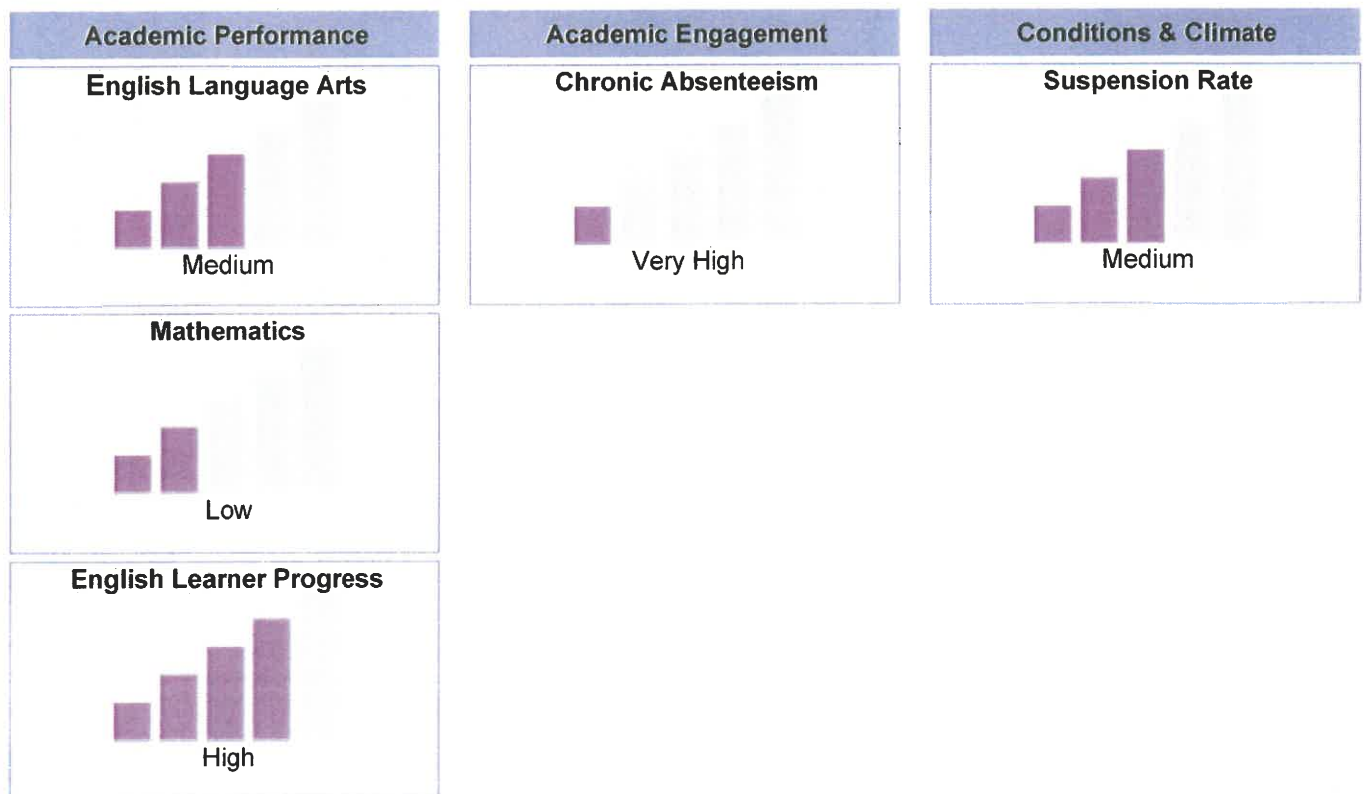 Academic Performance
Academic Engagement
Conditions & Climate
English Language Arts
Medium
Chronic Absenteeism
Very High
Suspension Rate
Medium
Mathematics
Low
English Learner Progress
High